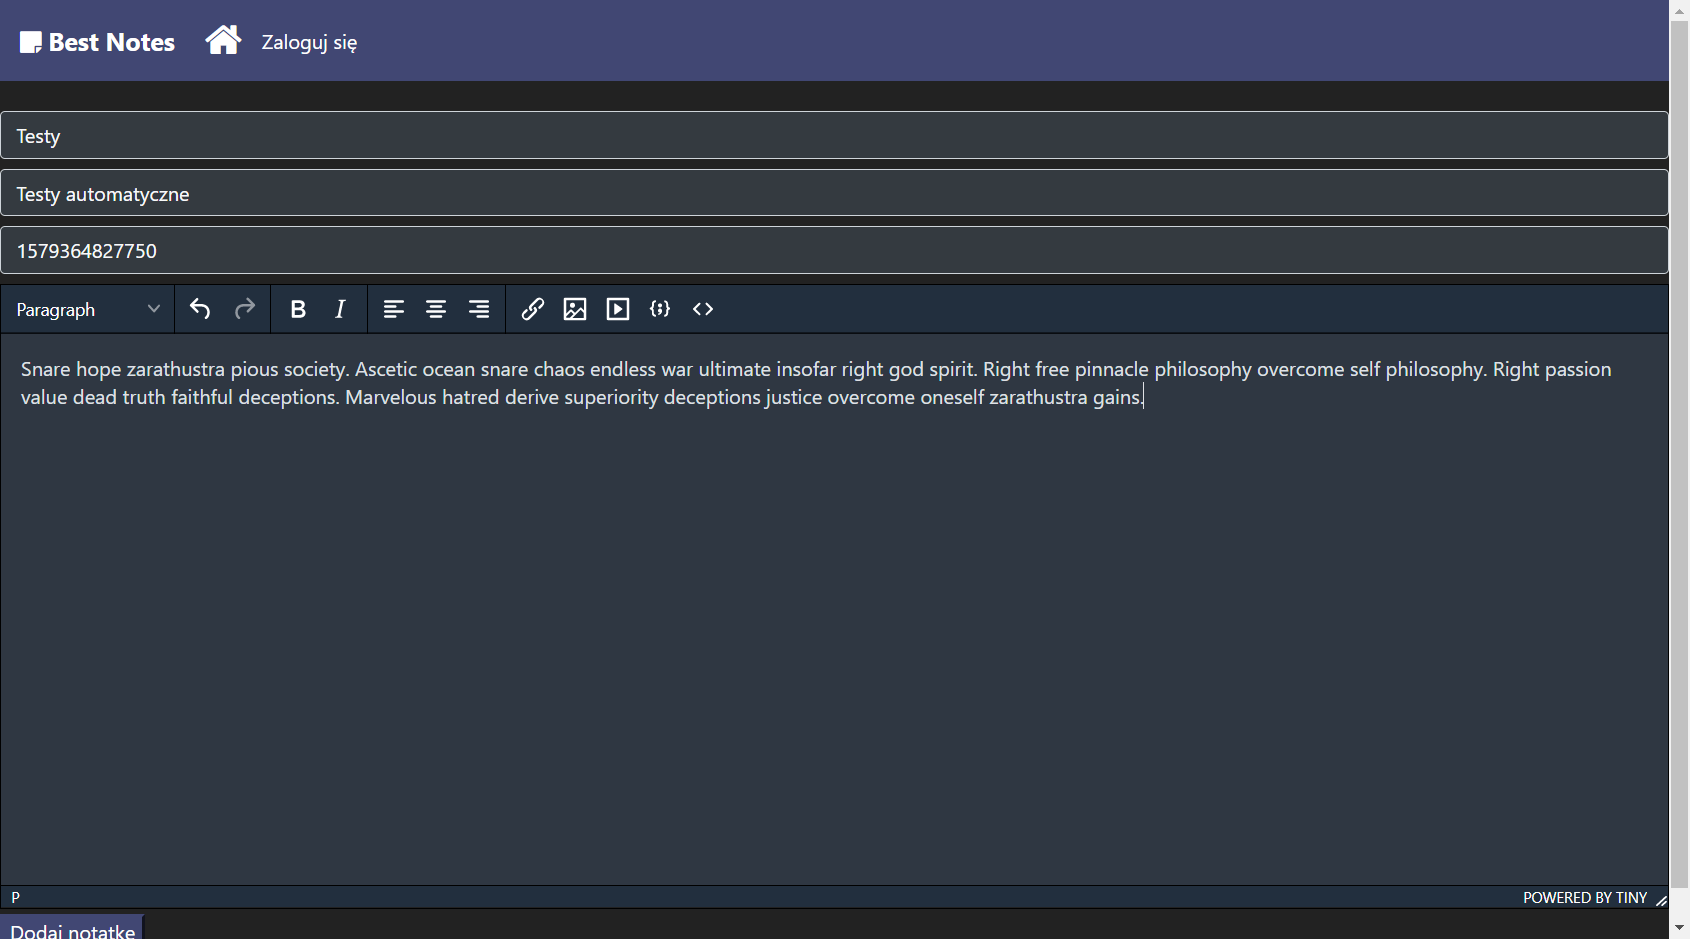 Best Notes Zaloguj się
Testy
Testy automatyczne
1579364827750
Paragraph B I
Snare hope zarathustra pious society. Ascetic ocean snare chaos endless war ultimate insofar right god spirit. Right free pinnacle philosophy overcome self philosophy. Right passion
value dead truth faithful deceptions. Marvelous hatred derive superiority deceptions justice overcome oneself zarathustra gains.
P POWERED BY TINY
Dodaj notatkę